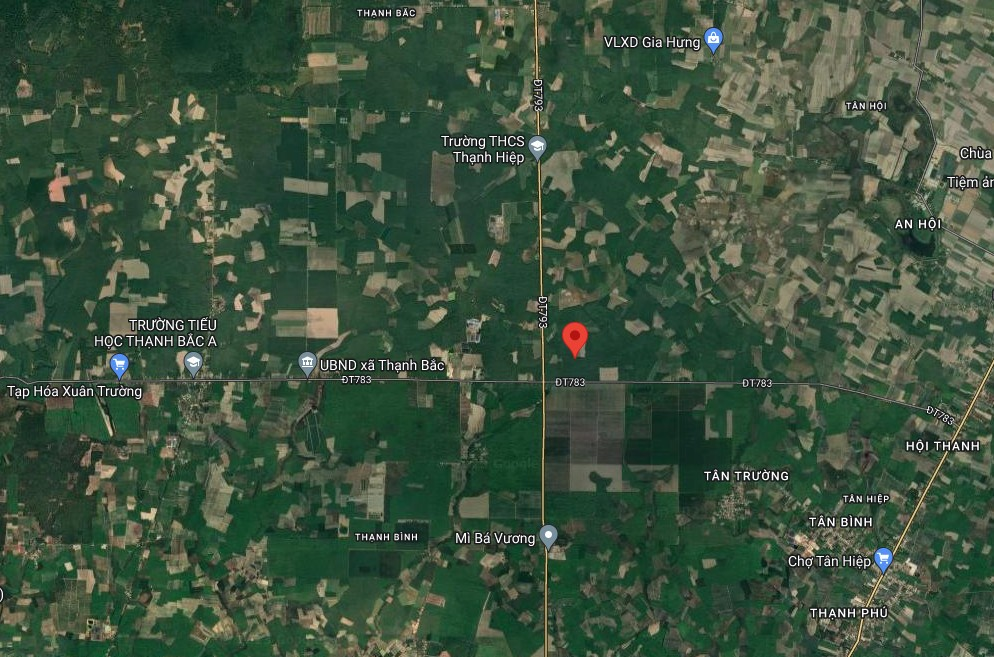 THẠNH BẮC
VLXD Gia Hưng
ĐT793
TÂN HỘI
Trường THCS
Thạnh Hiệp
Chùa
Tiệm ản
AN HỘI
ĐT793
TRƯỜNG TIỂU
HỌC THẠNH BẮC A
UBND xã Thạnh Bắc
Tạp Hóa Xuân Trường
ĐT783
ĐT783
ĐT783
ĐT783
HỘI THANH
Google
TÂN TRƯỜNG
TÂN HIỆP
TÂN BÌNH
THẠNH BÌNH
Mì Bá Vương
Chợ Tân Hiệp
)
THẠNH PHÚ